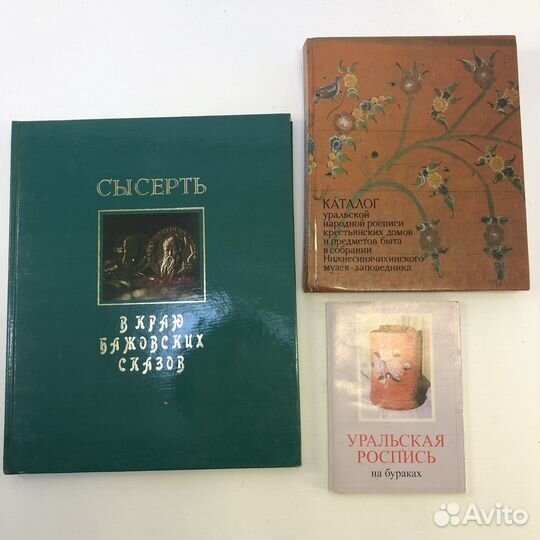 СЫСЕРТЬ
В КРАЮ
БАЖОВСКИХ
СКАЗОВ
КАТАЛОГ
уральской
народной росписи
крестьянских домов
и предметов быта
в собрании
Нижнесинячихинского
музея-заповедника
УРАЛЬСКАЯ
РОСПИСЬ
на бураках
Avito